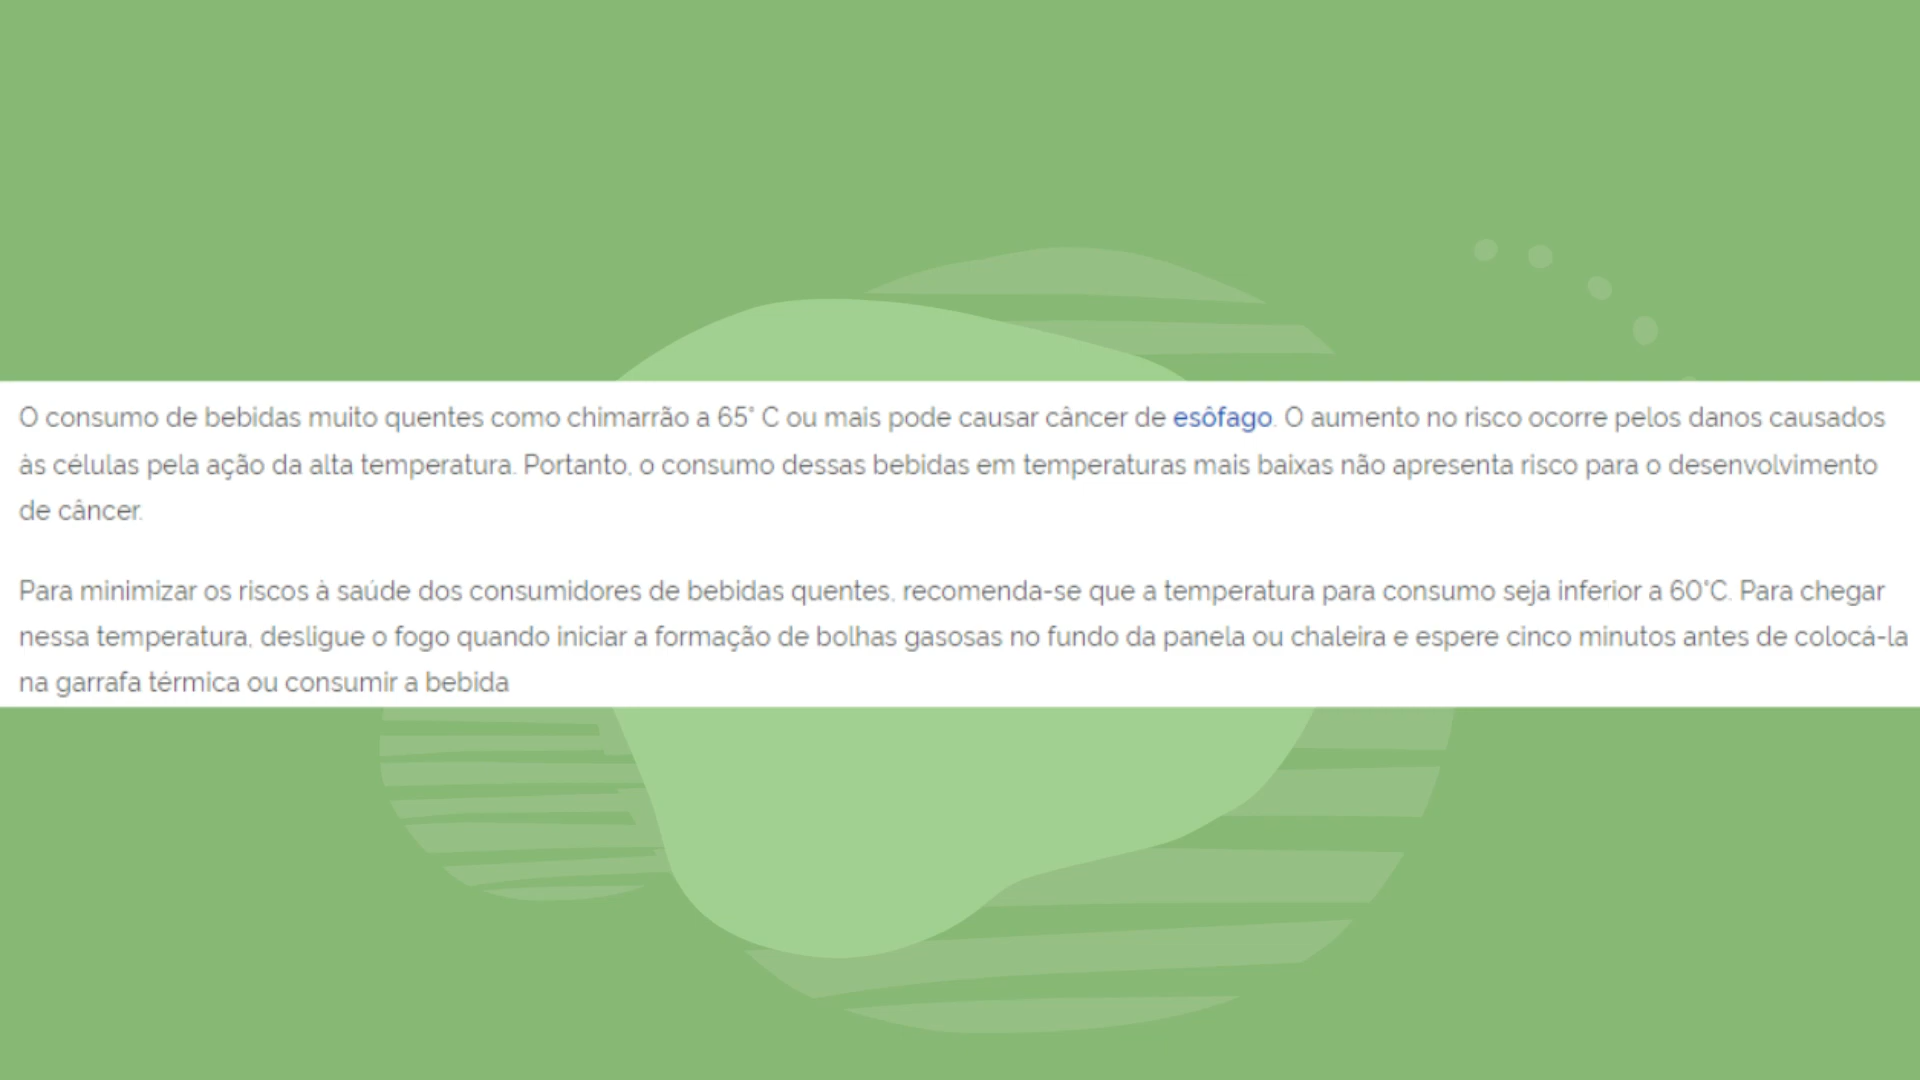 O consumo de bebidas muito quentes como chimarrão a 65° C ou mais pode causar câncer de esôfago. O aumento no risco ocorre pelos danos causados
às células pela ação da alta temperatura. Portanto, o consumo dessas bebidas em temperaturas mais baixas não apresenta risco para o desenvolvimento
de câncer.
Para minimizar os riscos à saúde dos consumidores de bebidas quentes, recomenda-se que a temperatura para consumo seja inferior a 60°C. Para chegar
nessa temperatura, desligue o fogo quando iniciar a formação de bolhas gasosas no fundo da panela ou chaleira e espere cinco minutos antes de colocá-la
na garrafa térmica ou consumir a bebida